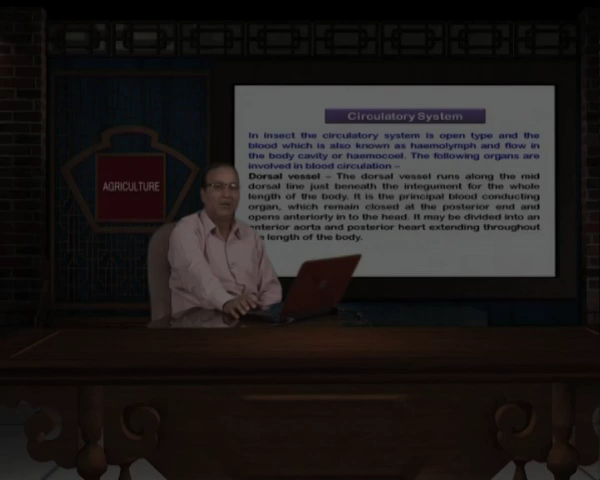 Circulatory System
In insect the circulatory system is open type and the
blood which is also known as haemolymph and flow in
the body cavity or haemocoel. The following organs are
involved in blood circulation –
Dorsal vessel – The dorsal vessel runs along the mid
dorsal line just beneath the integument for the whole
length of the body. It is the principal blood conducting
organ, which remain closed at the posterior end and
opens anteriorly in to the head. It may be divided into an
anterior aorta and posterior heart extending throughout
length of the body.
AGRICULTURE